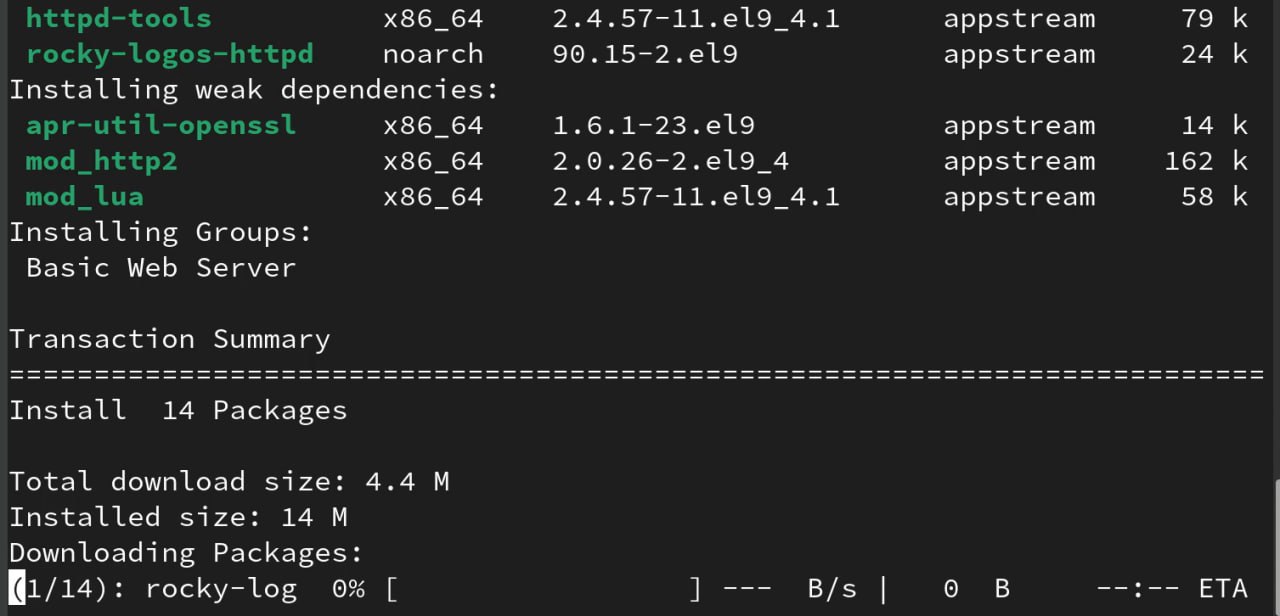 httpd-tools x86_64 2.4.57-11.el9_4.1 appstream 79 k
rocky-logos-httpd noarch 90.15-2.el9 appstream 24 k
Installing weak dependencies:
apr-util-openssl x86_64 1.6.1-23.el9 appstream 14 k
mod_http2 x86_64 2.0.26-2.el9_4 appstream 162 k
mod_lua x86_64 2.4.57-11.el9_4.1 appstream 58 k
Installing Groups:
Basic Web Server
Transaction Summary
==========================================================================
Install 14 Packages
Total download size: 4.4 M
Installed size: 14 M
Downloading Packages:
(1/14): rocky-log 0% [ ] --- B/s | 0 B --:-- ETA